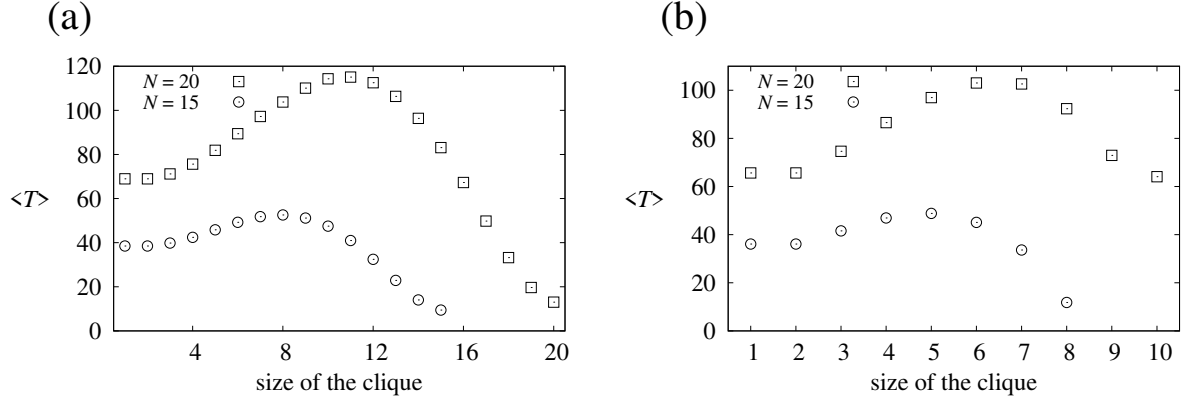 (a)
N = 20
N = 15
120
100
80
60
40
20
0
<T>
4 8 12 16 20
size of the clique
(b)
N = 20
N = 15
100
80
60
40
20
0
<T>
1 2 3 4 5 6 7 8 9 10
size of the clique